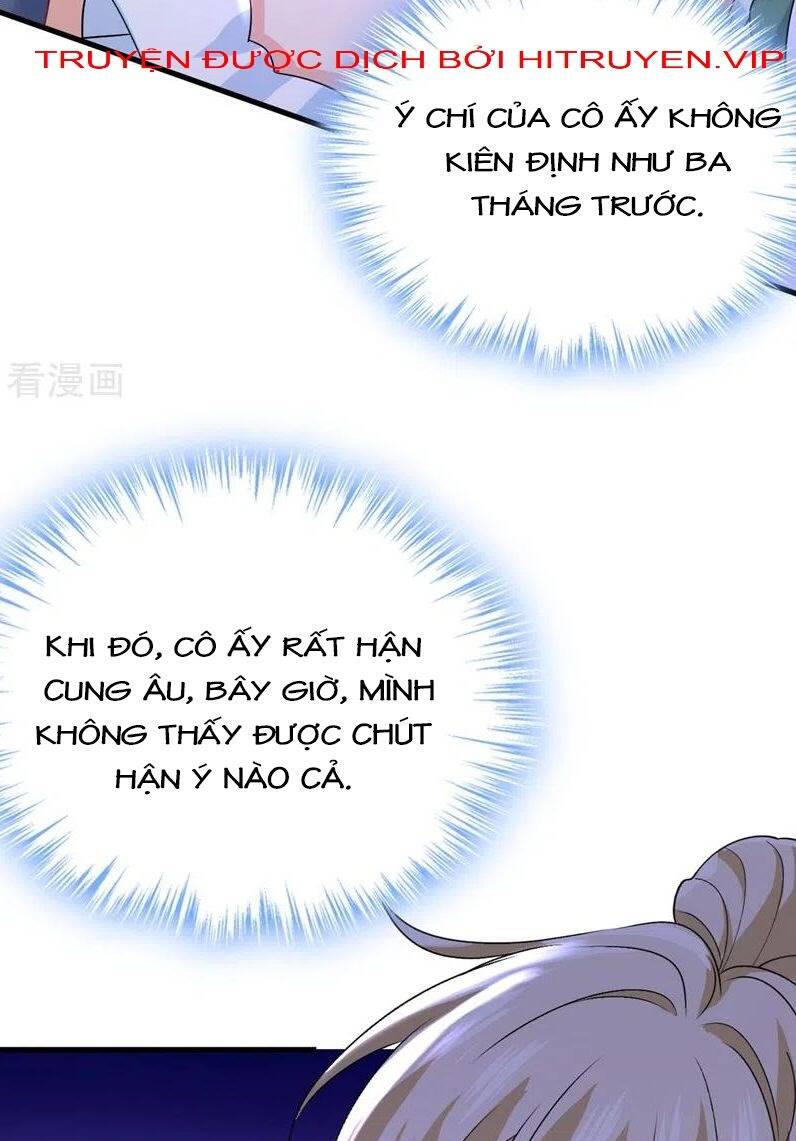 TRUYỆN ĐƯỢC DỊCH BỞI HITRUYEN.VIP
Ý CHÍ CỦA CÔ ẤY KHÔNG
KIÊN ĐỊNH NHƯ BA
THÁNG TRƯỚC.
看漫画
KHI ĐÓ, CÔ ẤY RẤT HẬN
CUNG ÂU, BÂY GIỜ, MÌNH
KHÔNG THẤY ĐƯỢC CHÚT
HẬN Ý NÀO CẢ.